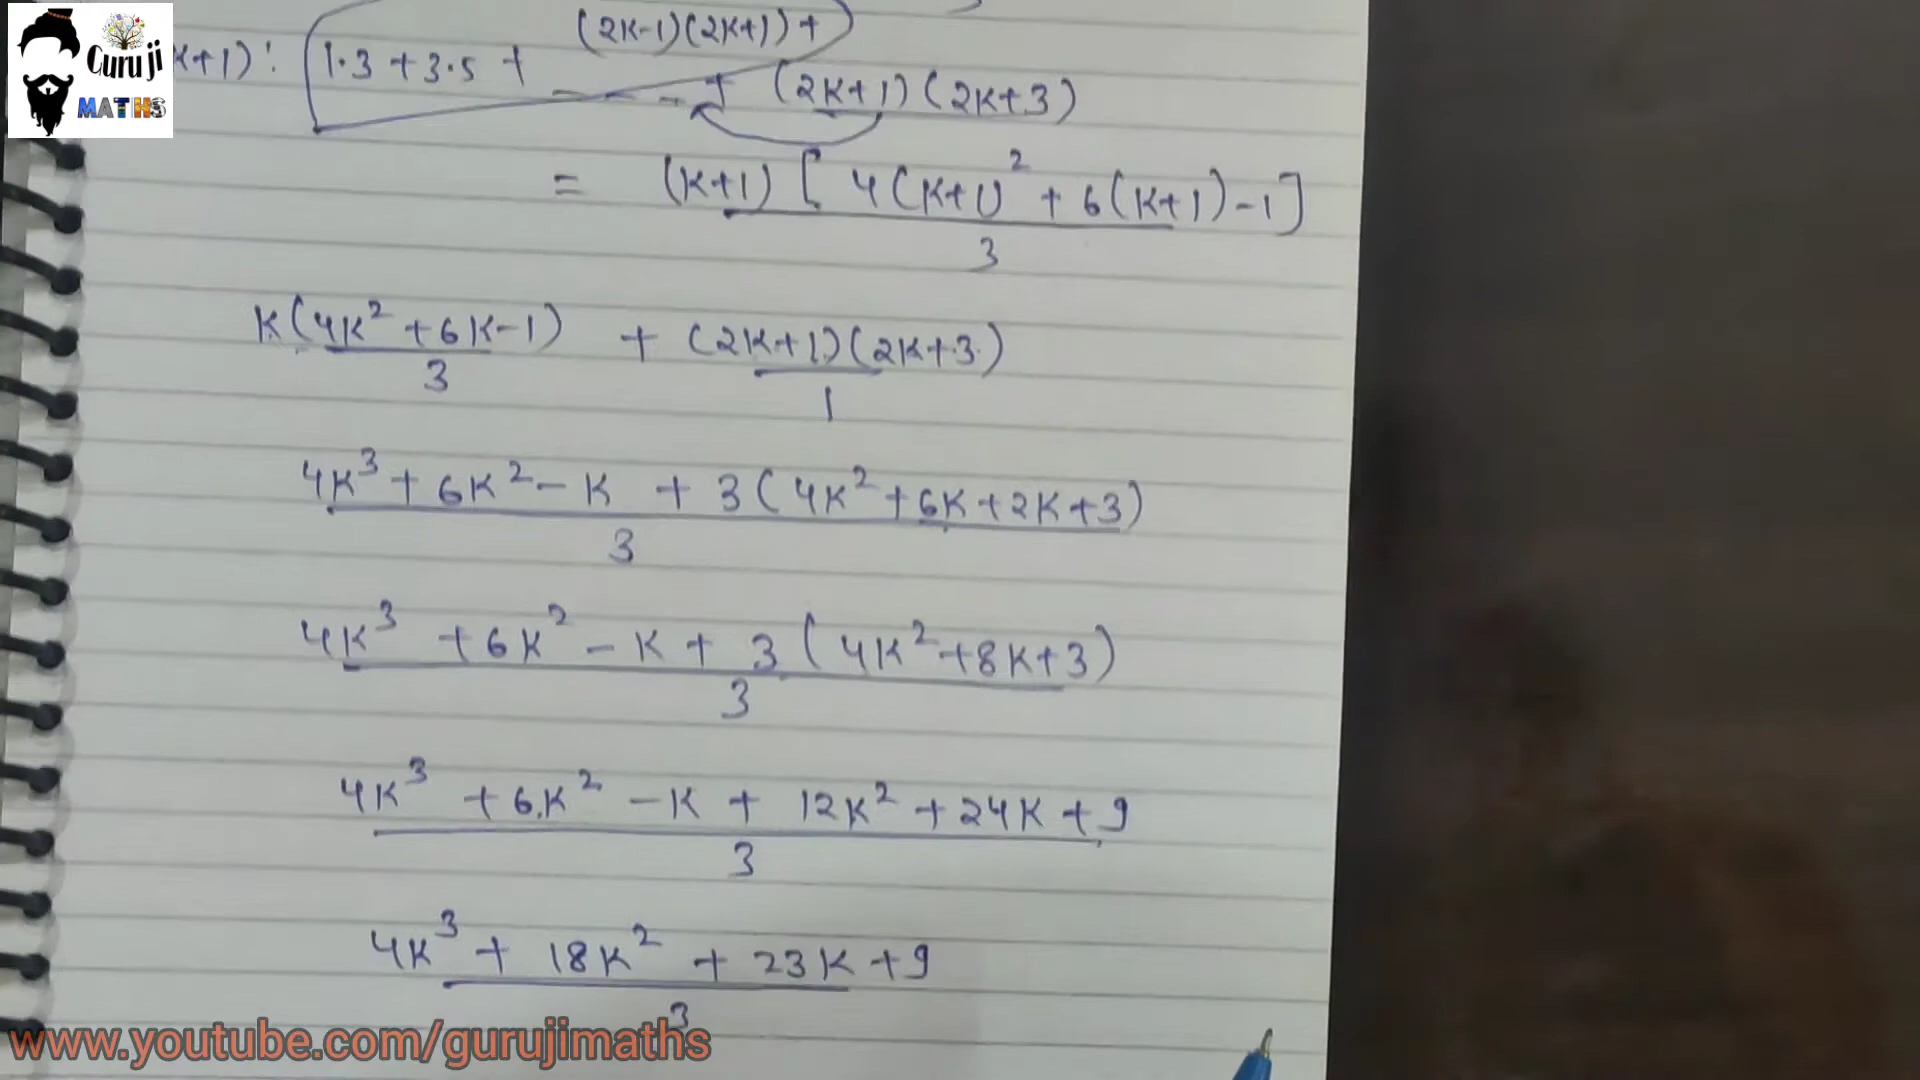 Guru ji
MATHS
(2K-1)(2K+1)) +
K+1) : 1.3 + 3.5 + ---- + (2K+1) (2K+3)
= (K+1) [ 4(K+1)² + 6(K+1) - 1]
3
K(4K² + 6K - 1) + (2K+1)(2K+3)
3 1
4K³ + 6K² - K + 3(4K² + 6K + 2K + 3)
3
4K³ + 6K² - K + 3(4K² + 8K + 3)
3
4K³ + 6K² - K + 12K² + 24K + 9
3
4K³ + 18K² + 23K + 9
3
www.youtube.com/gurujimaths